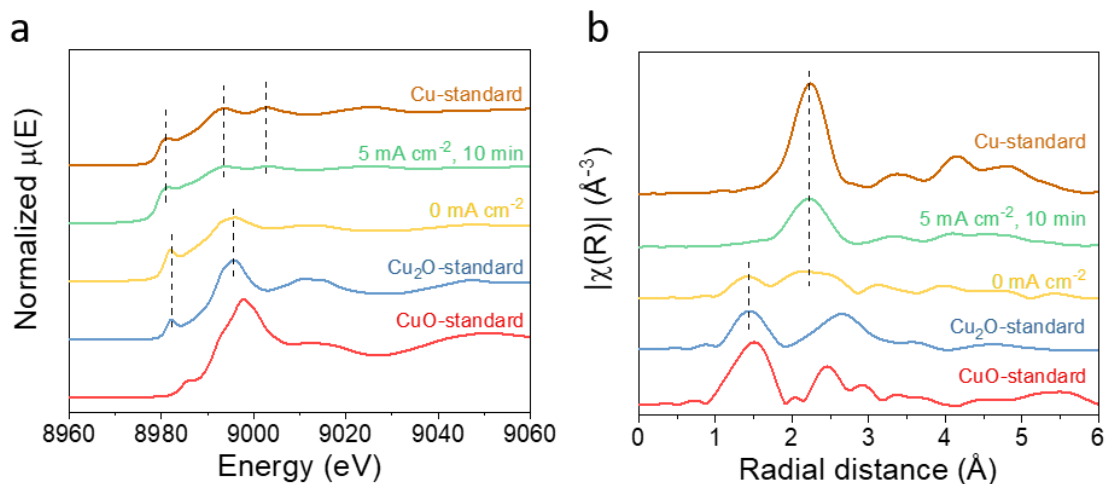 a
Normalized μ(E)
Cu-standard
5 mA cm⁻², 10 min
0 mA cm⁻²
Cu₂O-standard
CuO-standard
8960 8980 9000 9020 9040 9060
Energy (eV)
b
|χ(R)| (Å⁻³)
Cu-standard
5 mA cm⁻², 10 min
0 mA cm⁻²
Cu₂O-standard
CuO-standard
0 1 2 3 4 5 6
Radial distance (Å)